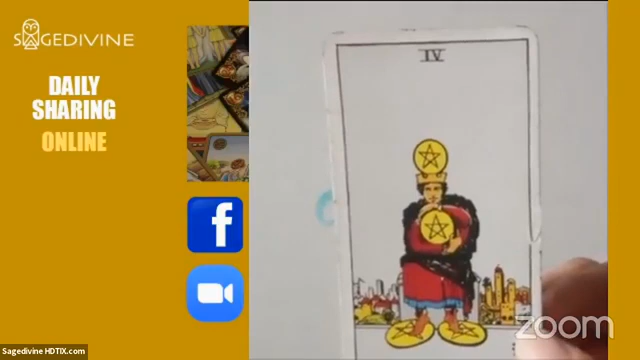 SAGEDIVINE
DAILY
SHARING
ONLINE
IV
f
zoom
Sagedivine HDTIX.com